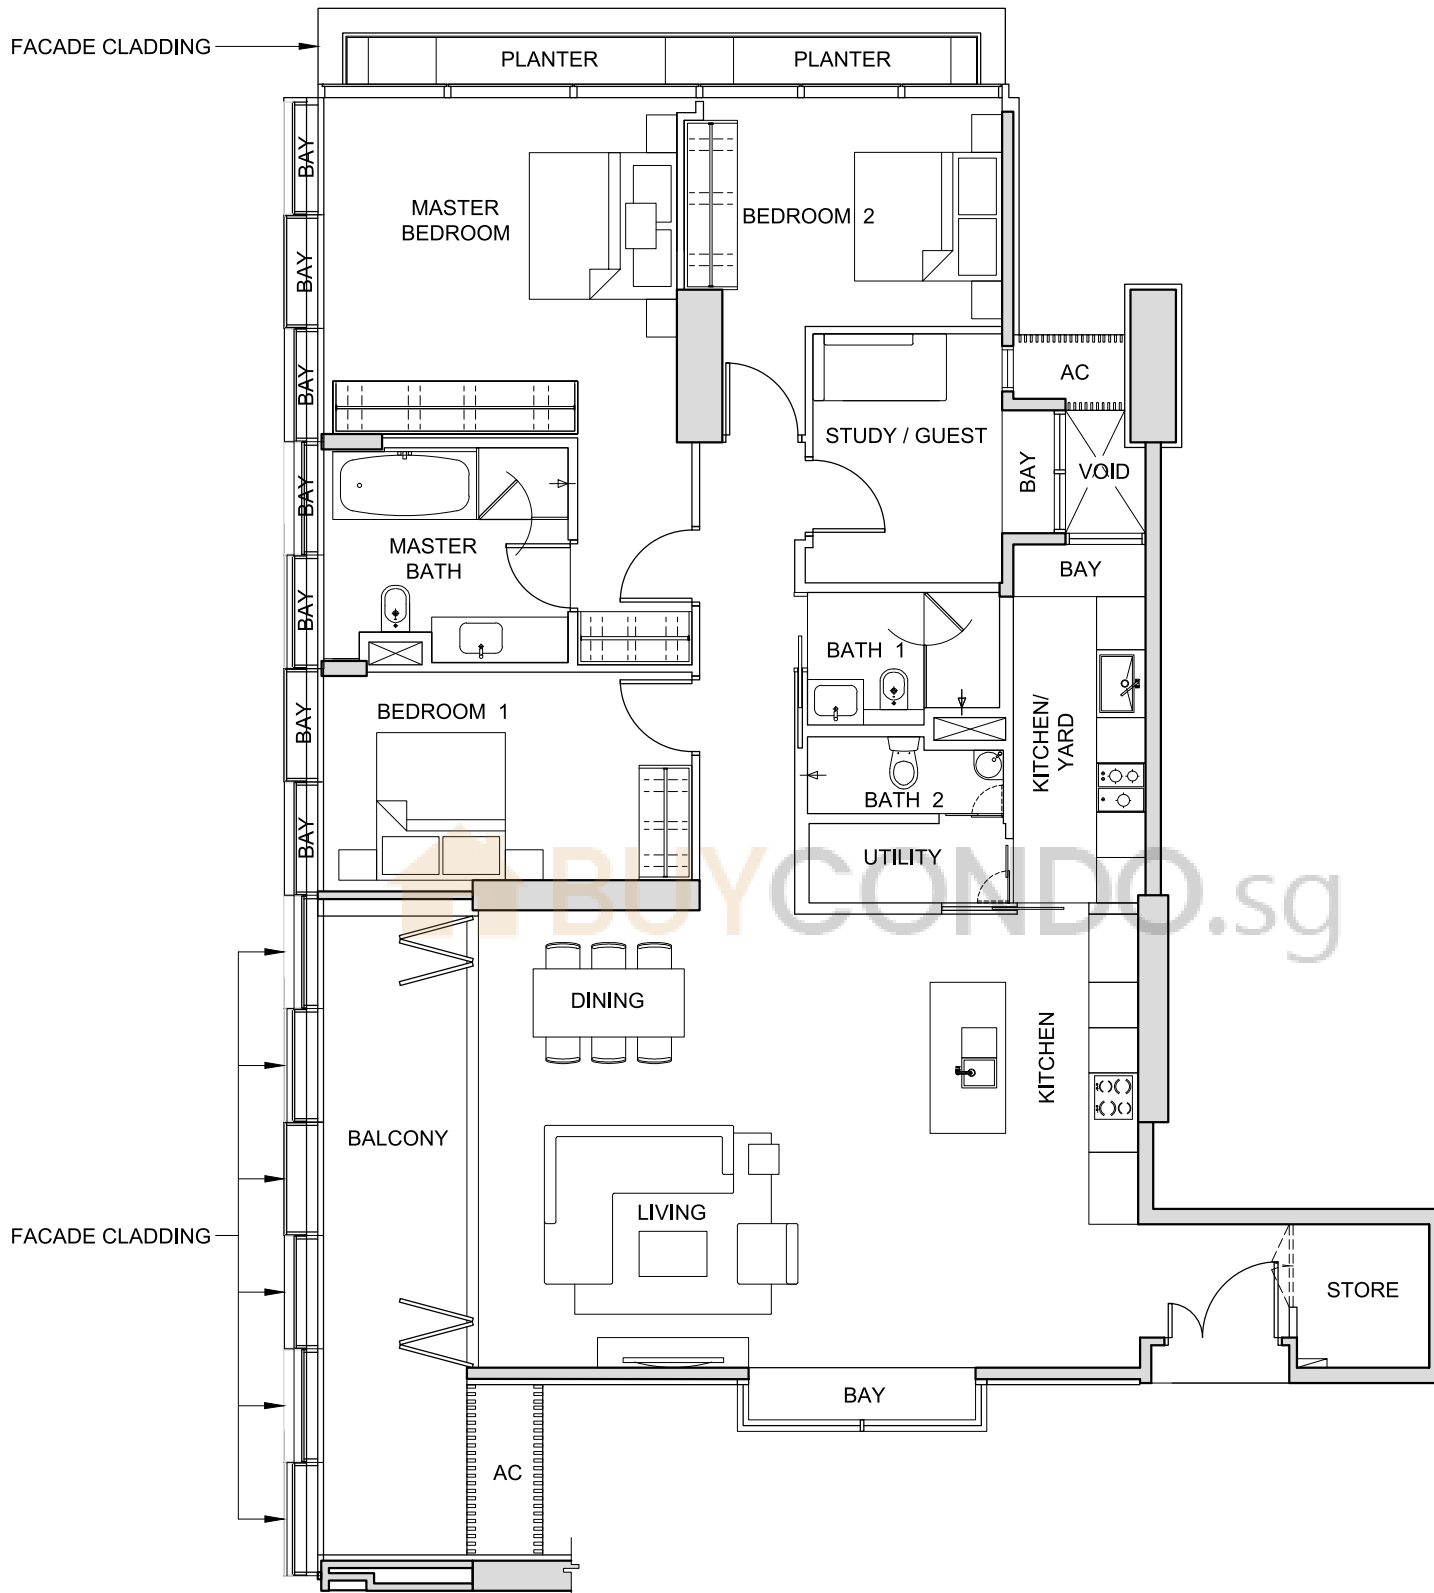 FACADE CLADDING
PLANTER
PLANTER
BAY
MASTER
BEDROOM
BEDROOM 2
BAY
BAY
AC
STUDY / GUEST
BAY
VOID
BAY
MASTER
BATH
BAY
BAY
BATH 1
BEDROOM 1
BAY
KITCHEN/
YARD
BATH 2
BAY
UTILITY
BUYCONDO.sg
DINING
KITCHEN
BALCONY
LIVING
FACADE CLADDING
STORE
BAY
AC